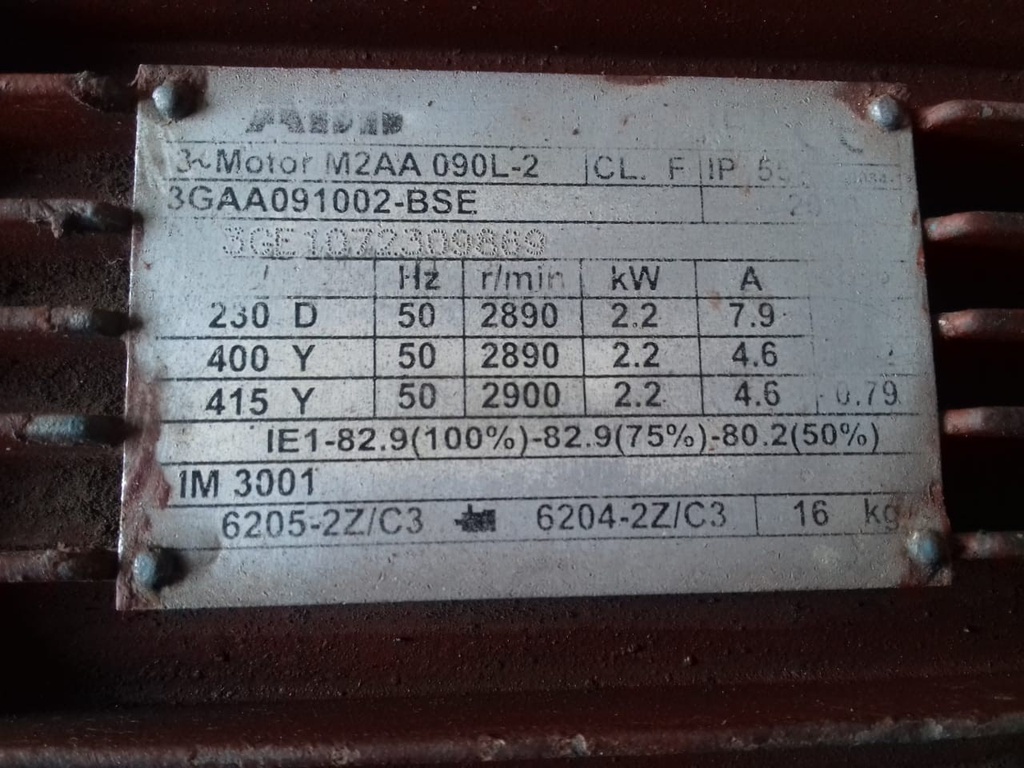 ABB
3~Motor M2AA 090L-2 CL. F IP 55
3GAA091002-BSE
3GE1072309869
Hz r/min kW A
230 D 50 2890 2.2 7.9
400 Y 50 2890 2.2 4.6
415 Y 50 2900 2.2 4.6 0.79
IE1-82.9(100%)-82.9(75%)-80.2(50%)
IM 3001
6205-2Z/C3 6204-2Z/C3 16 kg